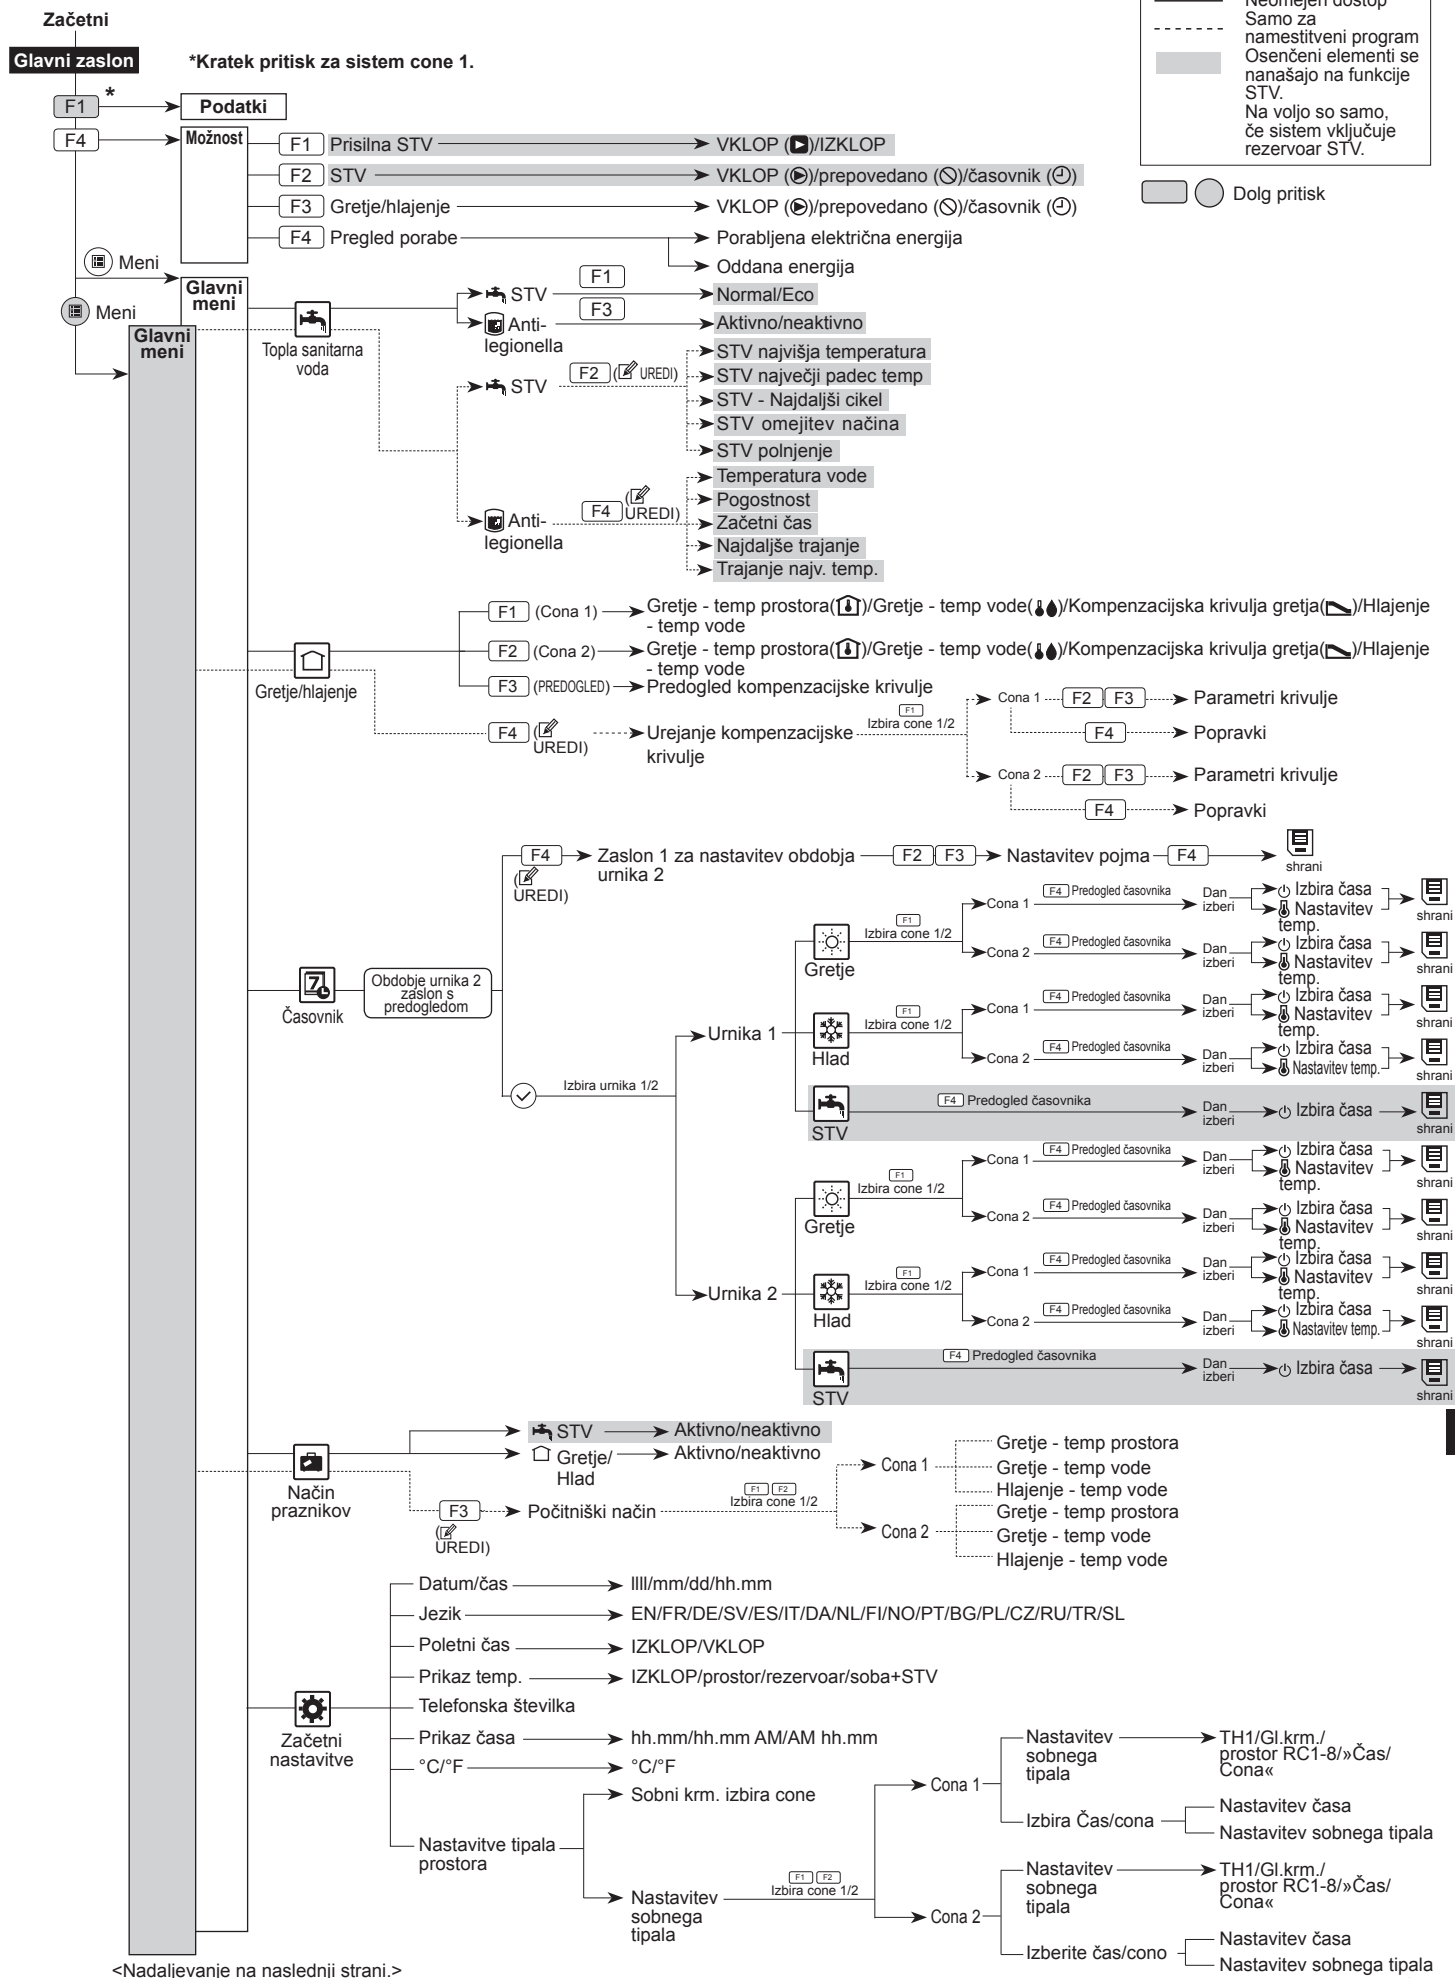 Začetni
Glavni zaslon
*Kratek pritisk za sistem cone 1.
Neomejen dostop
Samo za
namestitveni program
Osenčeni elementi se
nanašajo na funkcije
STV.
Na voljo so samo,
če sistem vključuje
rezervoar STV.
Dolg pritisk
F1 * Podatki
F4 Možnost
F1 Prisilna STV VKLOP ()/IZKLOP
F2 STV VKLOP ()/prepovedano ()/časovnik ()
F3 Gretje/hlajenje VKLOP ()/prepovedano ()/časovnik ()
F4 Pregled porabe Porabljena električna energija
Oddana energija
Meni
Glavni
meni
Meni
Glavni
meni
Topla sanitarna
voda
STV F1 Normal/Eco
Anti-
legionella F3 Aktivno/neaktivno
STV F2 ( UREDI)
STV najvišja temperatura
STV največji padec temp
STV - Najdaljši cikel
STV omejitev načina
STV polnjenje
Anti-
legionella F4 ( UREDI)
Temperatura vode
Pogostnost
Začetni čas
Najdaljše trajanje
Trajanje najv. temp.
Gretje/hlajenje
F1 (Cona 1) Gretje - temp prostora()/Gretje - temp vode()/Kompenzacijska krivulja gretja()/Hlajenje
- temp vode
F2 (Cona 2) Gretje - temp prostora()/Gretje - temp vode()/Kompenzacijska krivulja gretja()/Hlajenje
- temp vode
F3 (PREDOGLED) Predogled kompenzacijske krivulje
F4 ( UREDI) Urejanje kompenzacijske
krivulje
F1
Izbira cone 1/2
Cona 1 F2 F3 Parametri krivulje
F4 Popravki
Cona 2 F2 F3 Parametri krivulje
F4 Popravki
Časovnik
Obdobje urnika 2
zaslon s
predogledom
F4 ( UREDI) Zaslon 1 za nastavitev obdobja
urnika 2
F2 F3 Nastavitev pojma F4 shrani
Izbira urnika 1/2
Urnika 1
Gretje
F1
Izbira cone 1/2
Cona 1 F4 Predogled časovnika Dan
izberi
Izbira časa
Nastavitev
temp.
shrani
Cona 2 F4 Predogled časovnika Dan
izberi
Izbira časa
Nastavitev
temp.
shrani
Hlad
F1
Izbira cone 1/2
Cona 1 F4 Predogled časovnika Dan
izberi
Izbira časa
Nastavitev
temp.
shrani
Cona 2 F4 Predogled časovnika Dan
izberi
Izbira časa
Nastavitev temp.
shrani
STV
F4 Predogled časovnika Dan
izberi
Izbira časa
shrani
Urnika 2
Gretje
F1
Izbira cone 1/2
Cona 1 F4 Predogled časovnika Dan
izberi
Izbira časa
Nastavitev
temp.
shrani
Cona 2 F4 Predogled časovnika Dan
izberi
Izbira časa
Nastavitev
temp.
shrani
Hlad
F1
Izbira cone 1/2
Cona 1 F4 Predogled časovnika Dan
izberi
Izbira časa
Nastavitev
temp.
shrani
Cona 2 F4 Predogled časovnika Dan
izberi
Izbira časa
Nastavitev temp.
shrani
STV
F4 Predogled časovnika Dan
izberi
Izbira časa
shrani
Način
praznikov
STV Aktivno/neaktivno
Gretje/
Hlad Aktivno/neaktivno
F3 ( UREDI) Počitniški način
F1 F2
Izbira cone 1/2
Cona 1
Gretje - temp prostora
Gretje - temp vode
Hlajenje - temp vode
Cona 2
Gretje - temp prostora
Gretje - temp vode
Hlajenje - temp vode
Začetni
nastavitve
Datum/čas llll/mm/dd/hh.mm
Jezik EN/FR/DE/SV/ES/IT/DA/NL/FI/NO/PT/BG/PL/CZ/RU/TR/SL
Poletni čas IZKLOP/VKLOP
Prikaz temp. IZKLOP/prostor/rezervoar/soba+STV
Telefonska številka
Prikaz časa hh.mm/hh.mm AM/AM hh.mm
°C/°F °C/°F
Nastavitve tipala
prostora
Sobni krm. izbira cone
Nastavitev
sobnega
tipala
F1 F2
Izbira cone 1/2
Cona 1
Nastavitev
sobnega
tipala
TH1/Gl.krm./
prostor RC1-8/»Čas/
Cona«
Izbira Čas/cona
Nastavitev časa
Nastavitev sobnega tipala
Cona 2
Nastavitev
sobnega
tipala
TH1/Gl.krm./
prostor RC1-8/»Čas/
Cona«
Izberite čas/cono
Nastavitev časa
Nastavitev sobnega tipala
<Nadaljevanje na naslednji strani.>